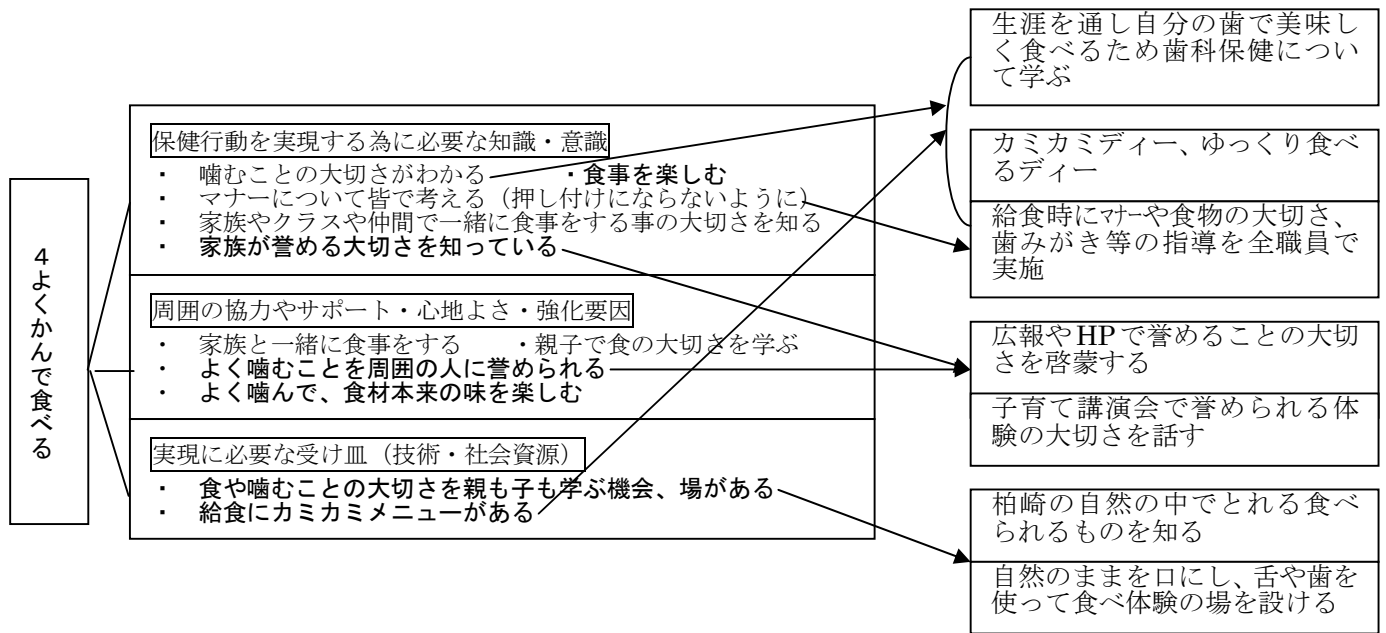 ４よくかんで食べる
保健行動を実現する為に必要な知識・意識
・ 噛むことの大切さがわかる ・食事を楽しむ
・ マナーについて皆で考える（押し付けにならないように）
・ 家族やクラスや仲間で一緒に食事をする事の大切さを知る
・ 家族が誉める大切さを知っている
周囲の協力やサポート・心地よさ・強化要因
・ 家族と一緒に食事をする ・親子で食の大切さを学ぶ
・ よく噛むことを周囲の人に誉められる
・ よく噛んで、食材本来の味を楽しむ
実現に必要な受け皿（技術・社会資源）
・ 食や噛むことの大切さを親も子も学ぶ機会、場がある
・ 給食にカミカミメニューがある
生涯を通し自分の歯で美味し
く食べるため歯科保健につい
て学ぶ
カミカミディー、ゆっくり食べ
るディー
給食時にﾏﾅｰや食物の大切さ、
歯みがき等の指導を全職員で
実施
広報やHPで誉めることの大切
さを啓蒙する
子育て講演会で誉められる体
験の大切さを話す
柏崎の自然の中でとれる食べ
られるものを知る
自然のままを口にし、舌や歯を
使って食べ体験の場を設ける